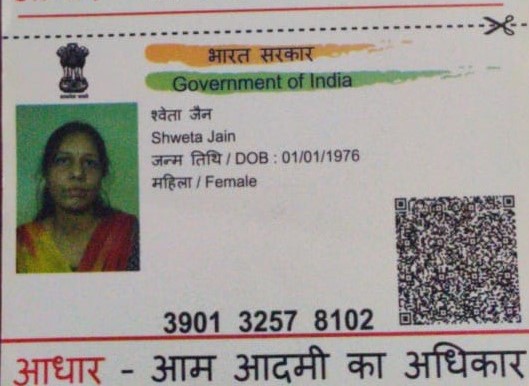 भारत सरकार
Government of India
श्वेता जैन
Shweta Jain
जन्म तिथि / DOB : 01/01/1976
महिला / Female
3901 3257 8102
आधार - आम आदमी का अधिकार